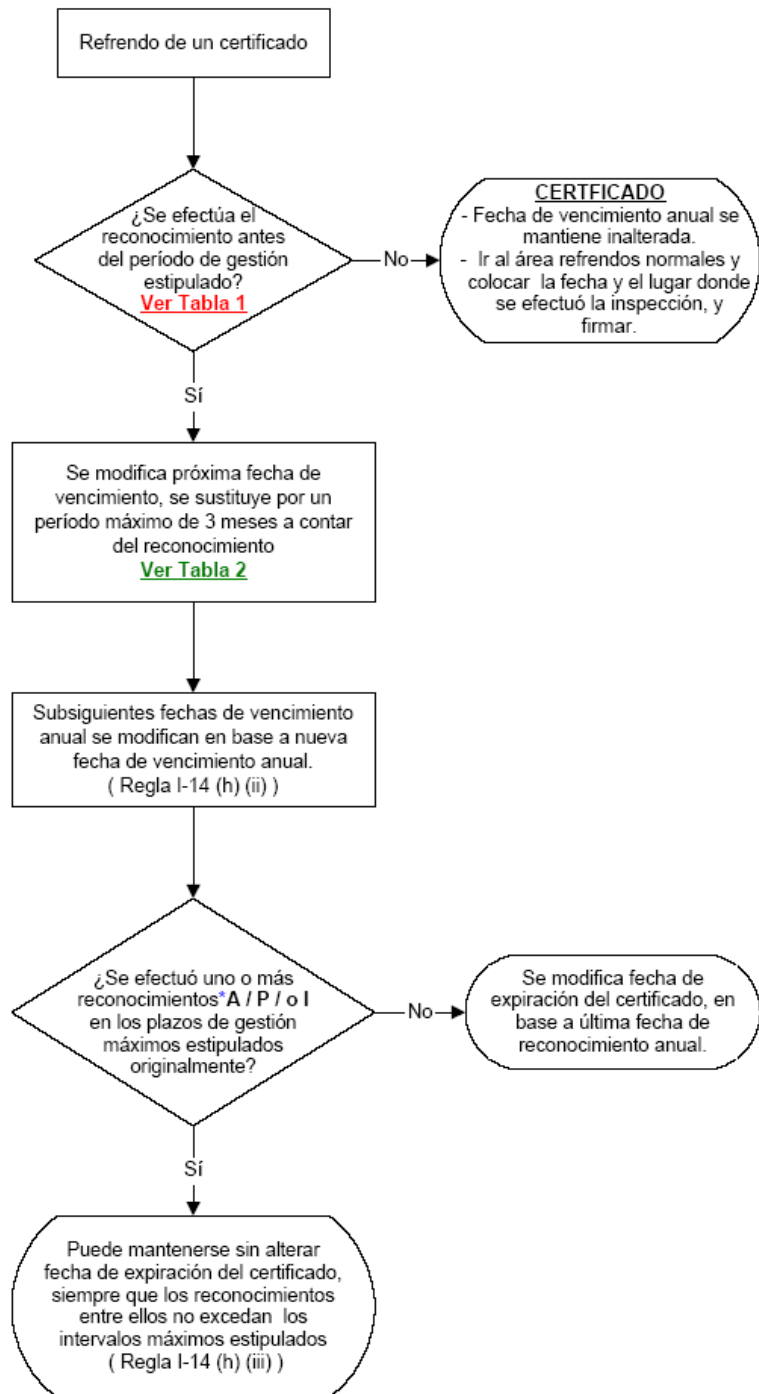 Refrendo de un certificado
¿Se efectúa el
reconocimiento antes
del período de gestión
estipulado?
Ver Tabla 1
No
CERTFICADO
- Fecha de vencimiento anual se
mantiene inalterada.
- Ir al área refrendos normales y
colocar la fecha y el lugar donde
se efectuó la inspección, y
firmar.
Sí
Se modifica próxima fecha de
vencimiento, se sustituye por un
período máximo de 3 meses a contar
del reconocimiento
Ver Tabla 2
Subsiguientes fechas de vencimiento
anual se modifican en base a nueva
fecha de vencimiento anual.
( Regla I-14 (h) (ii) )
¿Se efectuó uno o más
reconocimientos*A / P / o I
en los plazos de gestión
máximos estipulados
originalmente?
No
Se modifica fecha de
expiración del certificado, en
base a última fecha de
reconocimiento anual.
Sí
Puede mantenerse sin alterar
fecha de expiración del certificado,
siempre que los reconocimientos
entre ellos no excedan los
intervalos máximos estipulados
( Regla I-14 (h) (iii) )